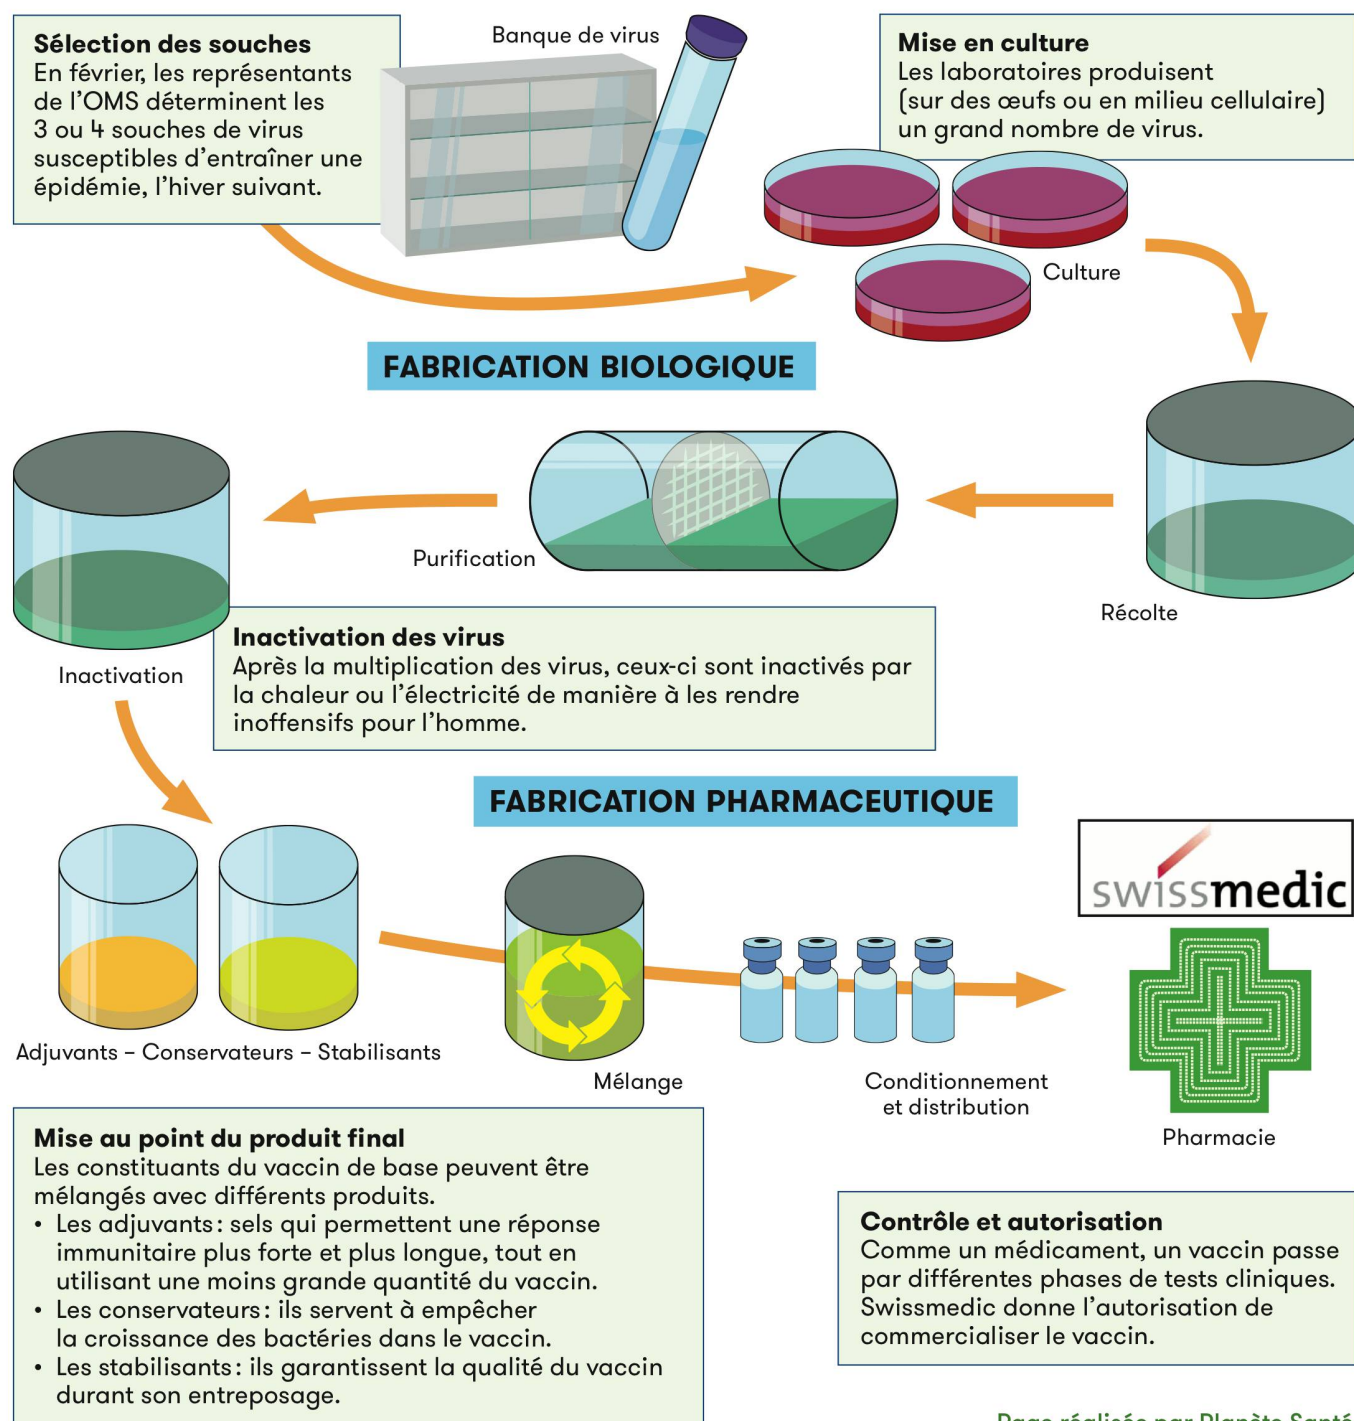 Sélection des souches
En février, les représentants
de l’OMS déterminent les
3 ou 4 souches de virus
susceptibles d’entraîner une
épidémie, l’hiver suivant.
Banque de virus
Mise en culture
Les laboratoires produisent
(sur des œufs ou en milieu cellulaire)
un grand nombre de virus.
Culture
FABRICATION BIOLOGIQUE
Purification
Récolte
Inactivation
Inactivation des virus
Après la multiplication des virus, ceux-ci sont inactivés par
la chaleur ou l’électricité de manière à les rendre
inoffensifs pour l’homme.
FABRICATION PHARMACEUTIQUE
swissmedic
Adjuvants – Conservateurs – Stabilisants
Mélange
Conditionnement
et distribution
Pharmacie
Mise au point du produit final
Les constituants du vaccin de base peuvent être
mélangés avec différents produits.
• Les adjuvants : sels qui permettent une réponse
immunitaire plus forte et plus longue, tout en
utilisant une moins grande quantité du vaccin.
• Les conservateurs : ils servent à empêcher
la croissance des bactéries dans le vaccin.
• Les stabilisants : ils garantissent la qualité du vaccin
durant son entreposage.
Contrôle et autorisation
Comme un médicament, un vaccin passe
par différentes phases de tests cliniques.
Swissmedic donne l’autorisation de
commercialiser le vaccin.
Page réalisée par Planète Santé